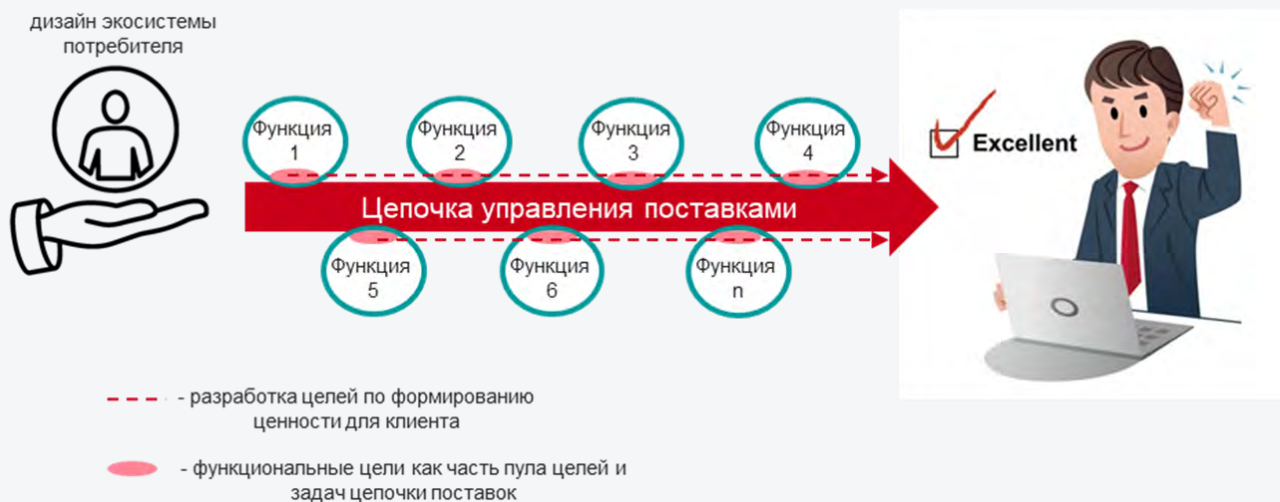 дизайн экосистемы
потребителя
Функция
1
Функция
2
Функция
3
Функция
4
Excellent
Цепочка управления поставками
Функция
5
Функция
6
Функция
n
- разработка целей по формированию
ценности для клиента
- функциональные цели как часть пула целей и
задач цепочки поставок